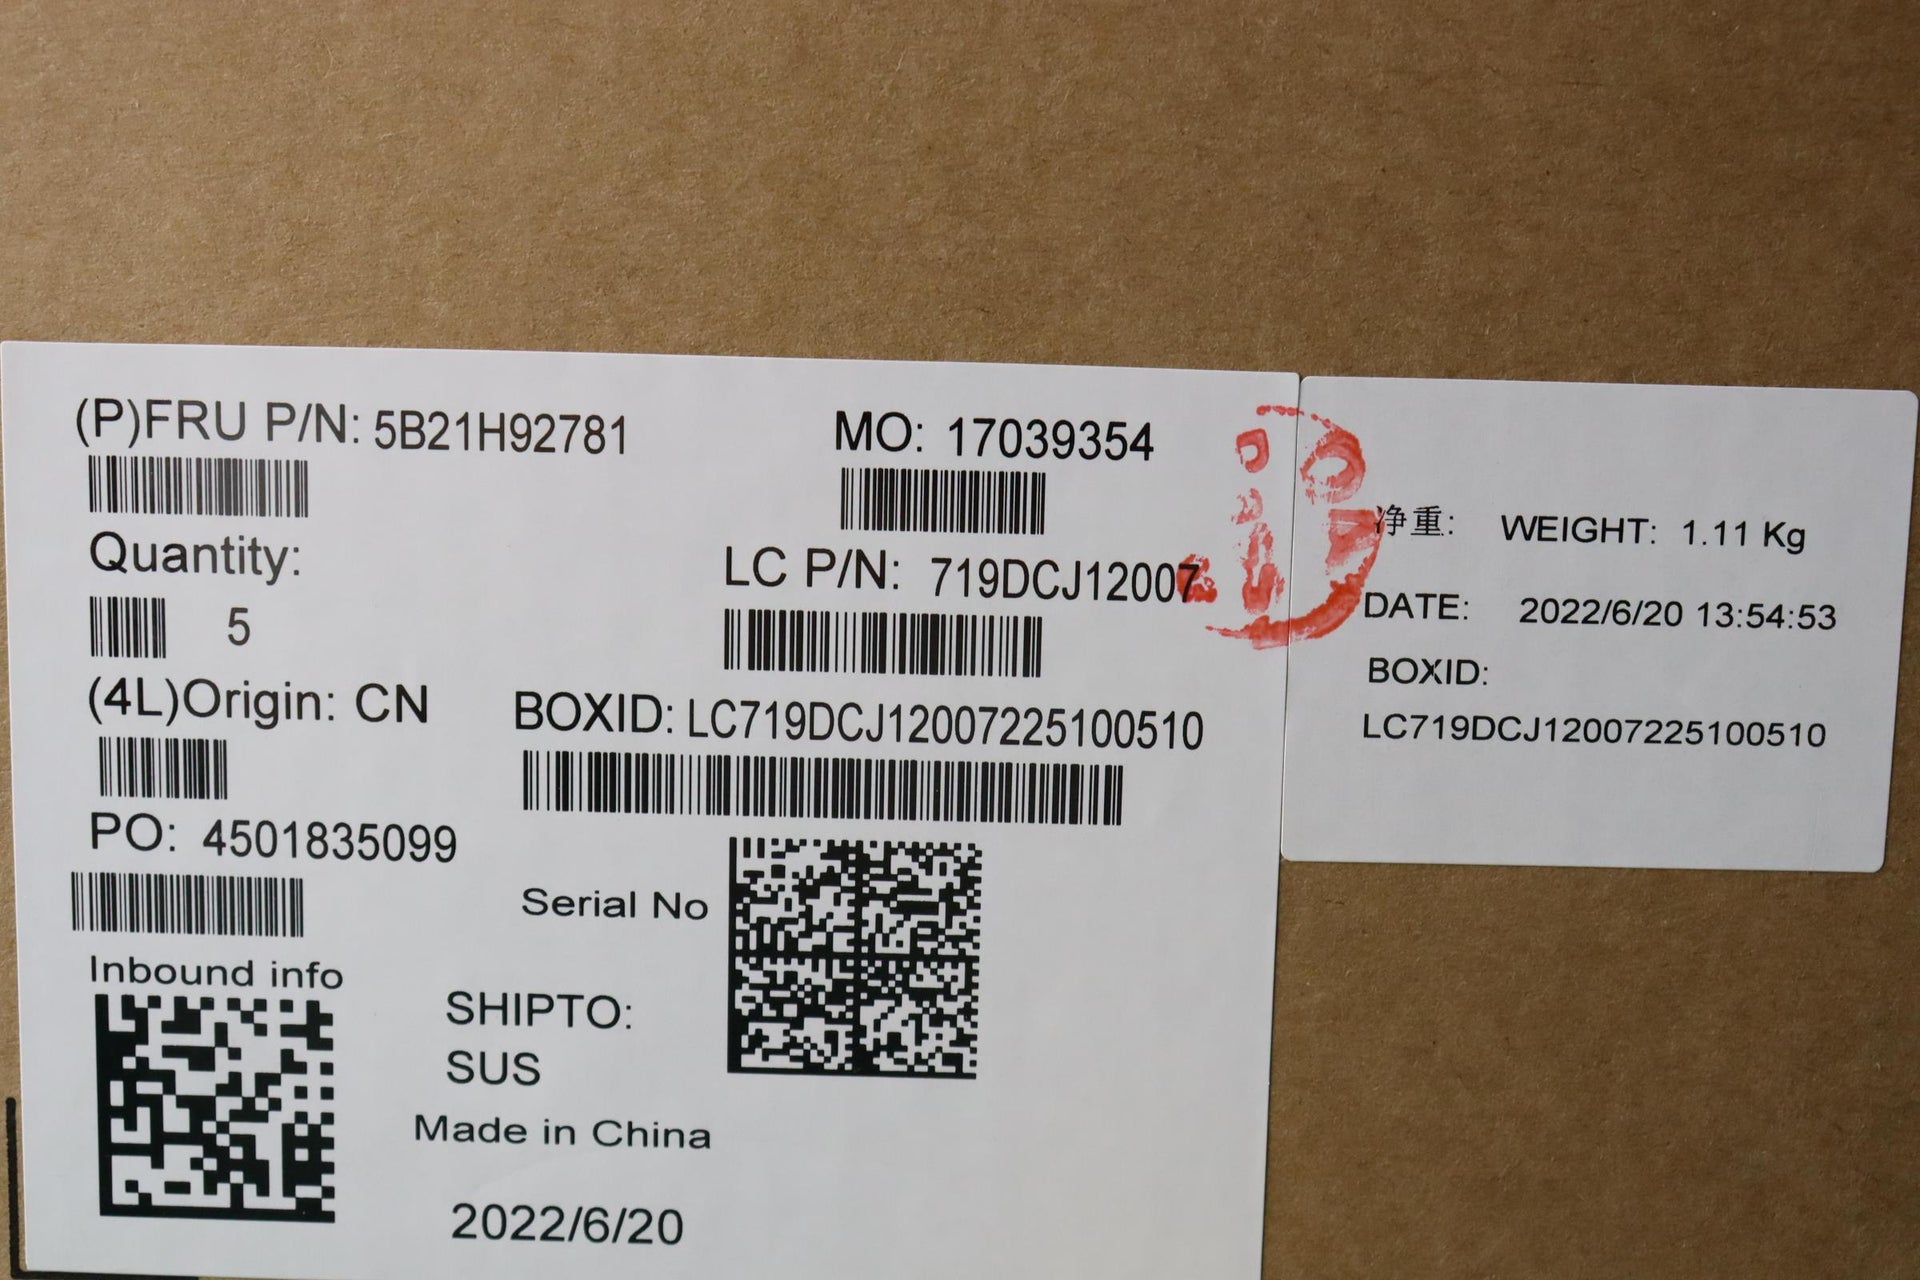 (P)FRU P/N: 5B21H92781
MO: 17039354
Quantity:
5
LC P/N: 719DCJ12007
(4L)Origin: CN
BOXID: LC719DCJ12007225100510
PO: 4501835099
Serial No
Inbound info
SHIPTO:
SUS
Made in China
2022/6/20
净重: WEIGHT: 1.11 Kg
DATE: 2022/6/20 13:54:53
BOXID:
LC719DCJ12007225100510